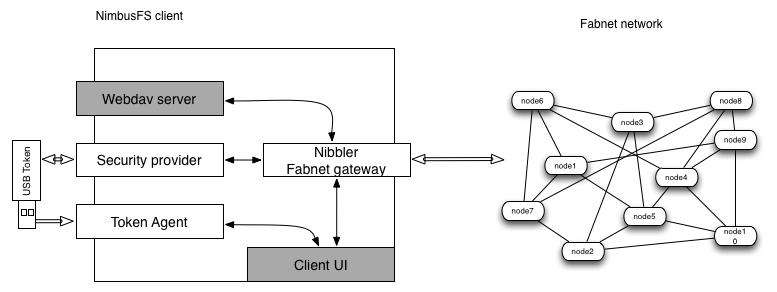 NimbusFS client
Fabnet network
Webdav server
USB Token
Security provider
Nibbler
Fabnet gateway
Token Agent
Client UI
node6
node8
node3
node9
node1
node4
node7
node5
node1
0
node2